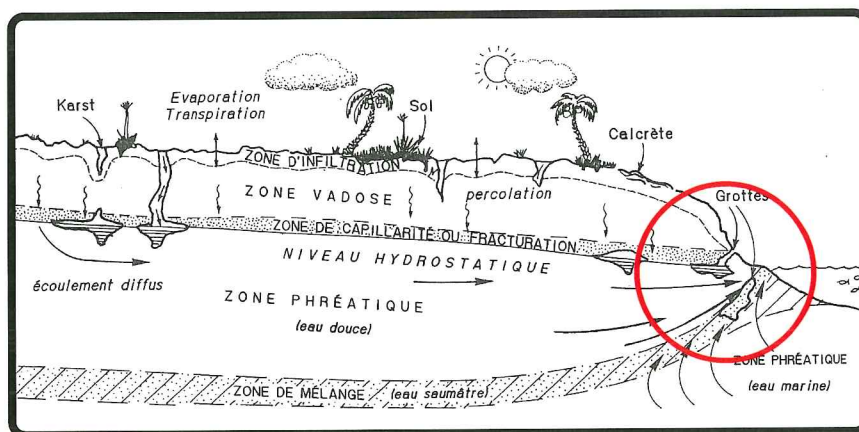 Karst
Evaporation
Transpiration
Sol
Calcrète
ZONE D'INFILTRATION
ZONE VADOSE
percolation
Grottes
ZONE DE CAPILLARITÉ OU FRACTURATION
NIVEAU HYDROSTATIQUE
écoulement diffus
ZONE PHRÉATIQUE
(eau douce)
ZONE PHRÉATIQUE
(eau marine)
ZONE DE MÉLANGE (eau saumâtre)